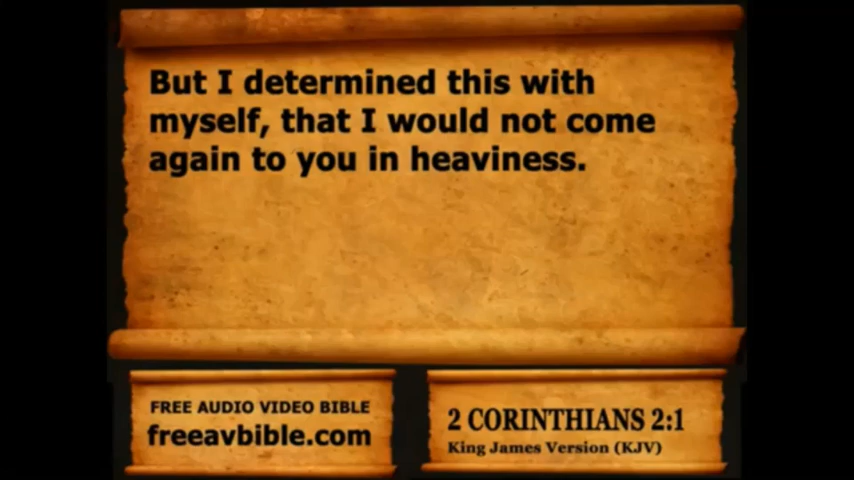 But I determined this with
myself, that I would not come
again to you in heaviness.
FREE AUDIO VIDEO BIBLE
freeavbible.com
2 CORINTHIANS 2:1
King James Version (KJV)